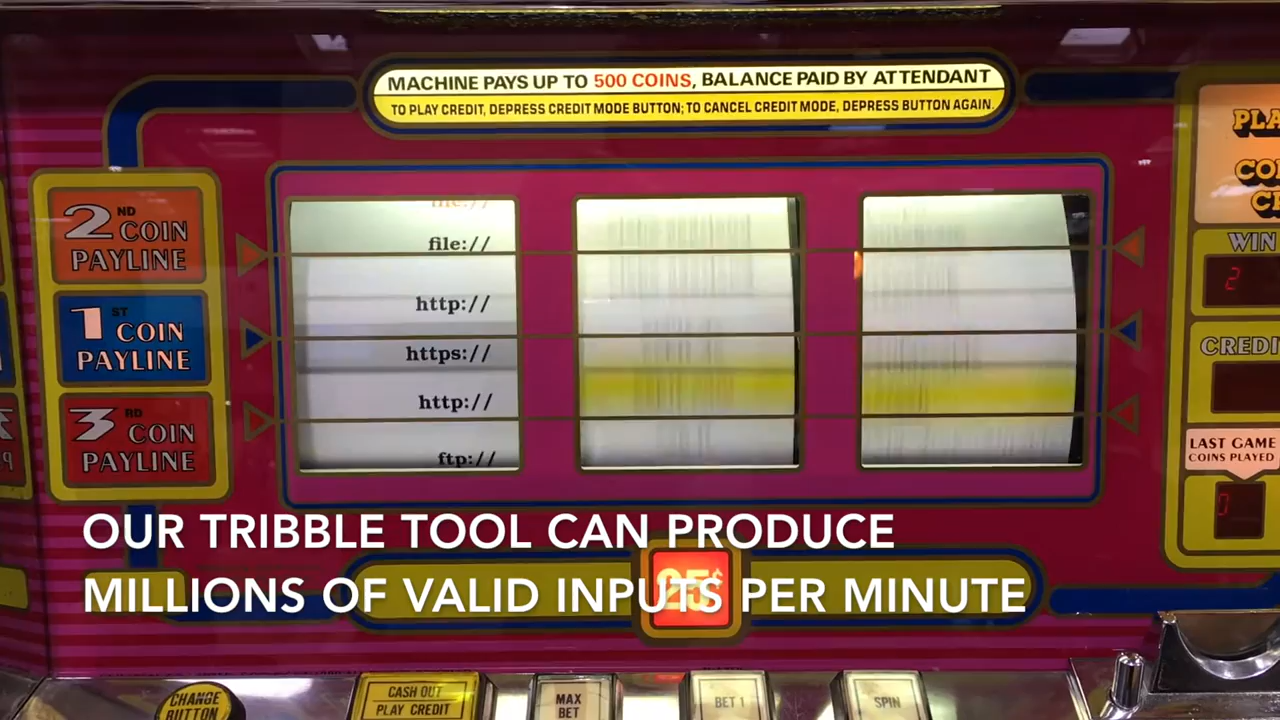 MACHINE PAYS UP TO 500 COINS, BALANCE PAID BY ATTENDANT
TO PLAY CREDIT, DEPRESS CREDIT MODE BUTTON; TO CANCEL CREDIT MODE, DEPRESS BUTTON AGAIN.
2ND COIN
PAYLINE
1ST COIN
PAYLINE
3RD COIN
PAYLINE
file://
file://
http://
https://
http://
ftp://
WIN
2
LAST GAME
COINS PLAYED
0
OUR TRIBBLE TOOL CAN PRODUCE
MILLIONS OF VALID INPUTS PER MINUTE
25¢
CHANGE
BUTTON
CASH OUT
PLAY CREDIT
MAX
BET
BET 1
SPIN